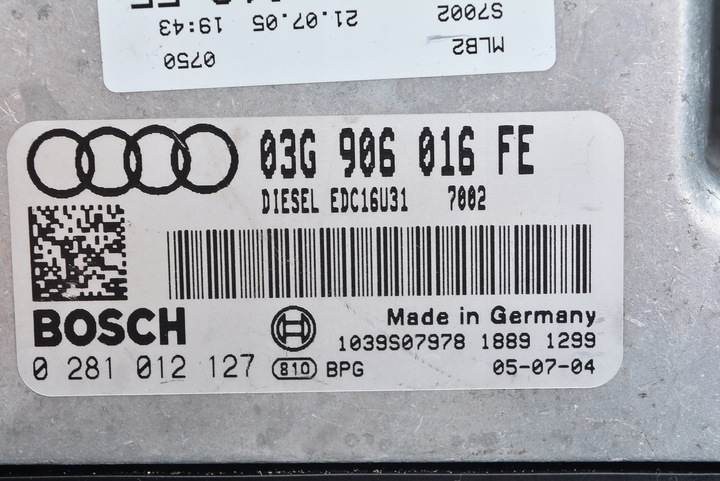 MLB2
S7002
0750
21.07.05 19:43
03G 906 016 FE
DIESEL EDC16U31 7002
BOSCH
Made in Germany
1039S07978 1889 1299
0 281 012 127 810 BPG
05-07-04